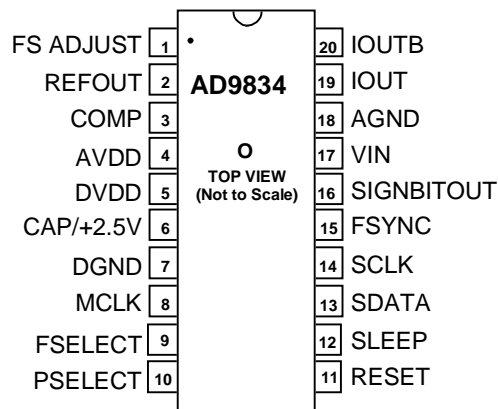 FS ADJUST 1 20 IOUTB
REFOUT 2 AD9834 19 IOUT
COMP 3 18 AGND
AVDD 4 O 17 VIN
TOP VIEW
DVDD 5 (Not to Scale) 16 SIGNBITOUT
CAP/+2.5V 6 15 FSYNC
DGND 7 14 SCLK
MCLK 8 13 SDATA
FSELECT 9 12 SLEEP
PSELECT 10 11 RESET